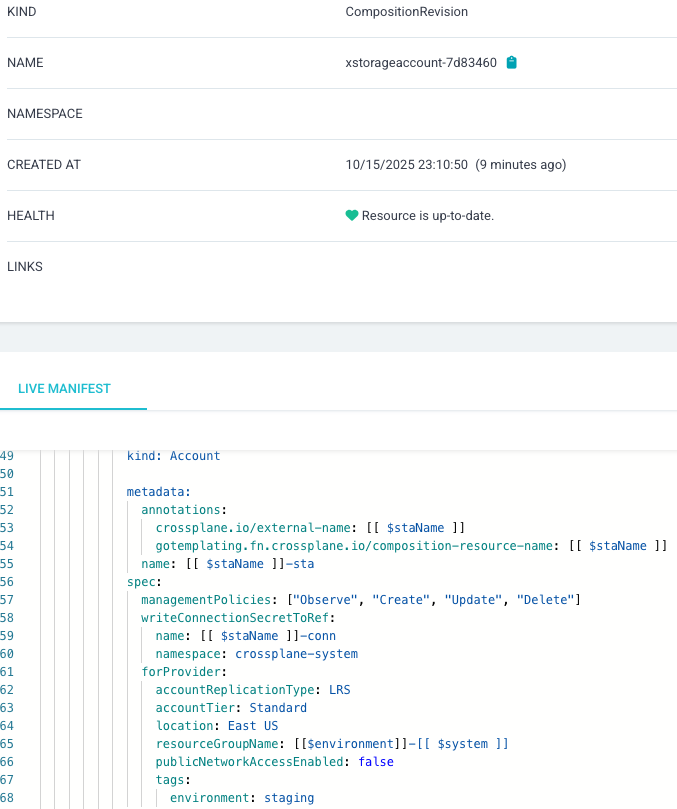 KIND CompositionRevision
NAME xstorageaccount-7d83460
NAMESPACE
CREATED AT 10/15/2025 23:10:50 (9 minutes ago)
HEALTH Resource is up-to-date.
LINKS
LIVE MANIFEST
49 kind: Account
50
51 metadata:
52 annotations:
53 crossplane.io/external-name: [[ $staName ]]
54 gotemplating.fn.crossplane.io/composition-resource-name: [[ $staName ]]
55 name: [[ $staName ]]-sta
56 spec:
57 managementPolicies: ["Observe", "Create", "Update", "Delete"]
58 writeConnectionSecretToRef:
59 name: [[ $staName ]]-conn
60 namespace: crossplane-system
61 forProvider:
62 accountReplicationType: LRS
63 accountTier: Standard
64 location: East US
65 resourceGroupName: [[$environment]]-[[ $system ]]
66 publicNetworkAccessEnabled: false
67 tags:
68 environment: staging